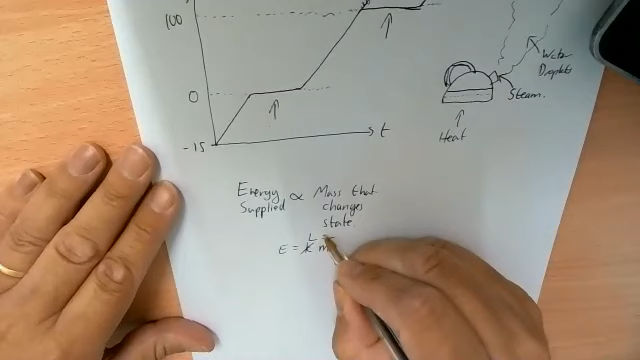 100
0
-15
t
Water
Droplets
Steam.
Heat
Energy ∝ Mass that
Supplied changes
state.
L
E = k m